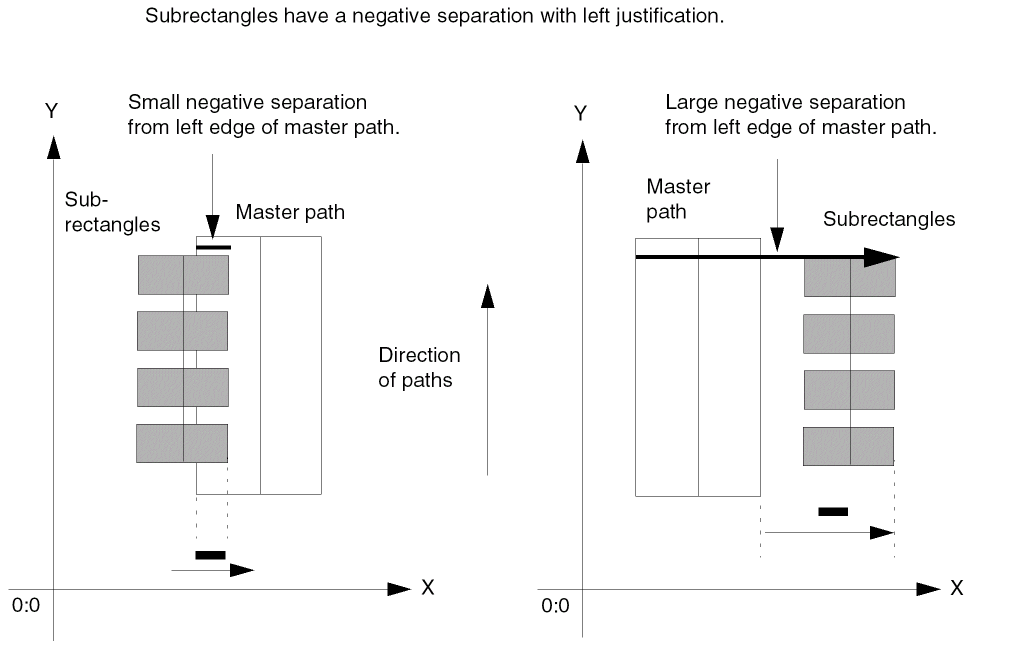 Subrectangles have a negative separation with left justification.
Small negative separation
from left edge of master path.
Y
Sub-
rectangles
Master path
Direction
of paths
X
0:0
Large negative separation
from left edge of master path.
Y
Master
path
Subrectangles
X
0:0